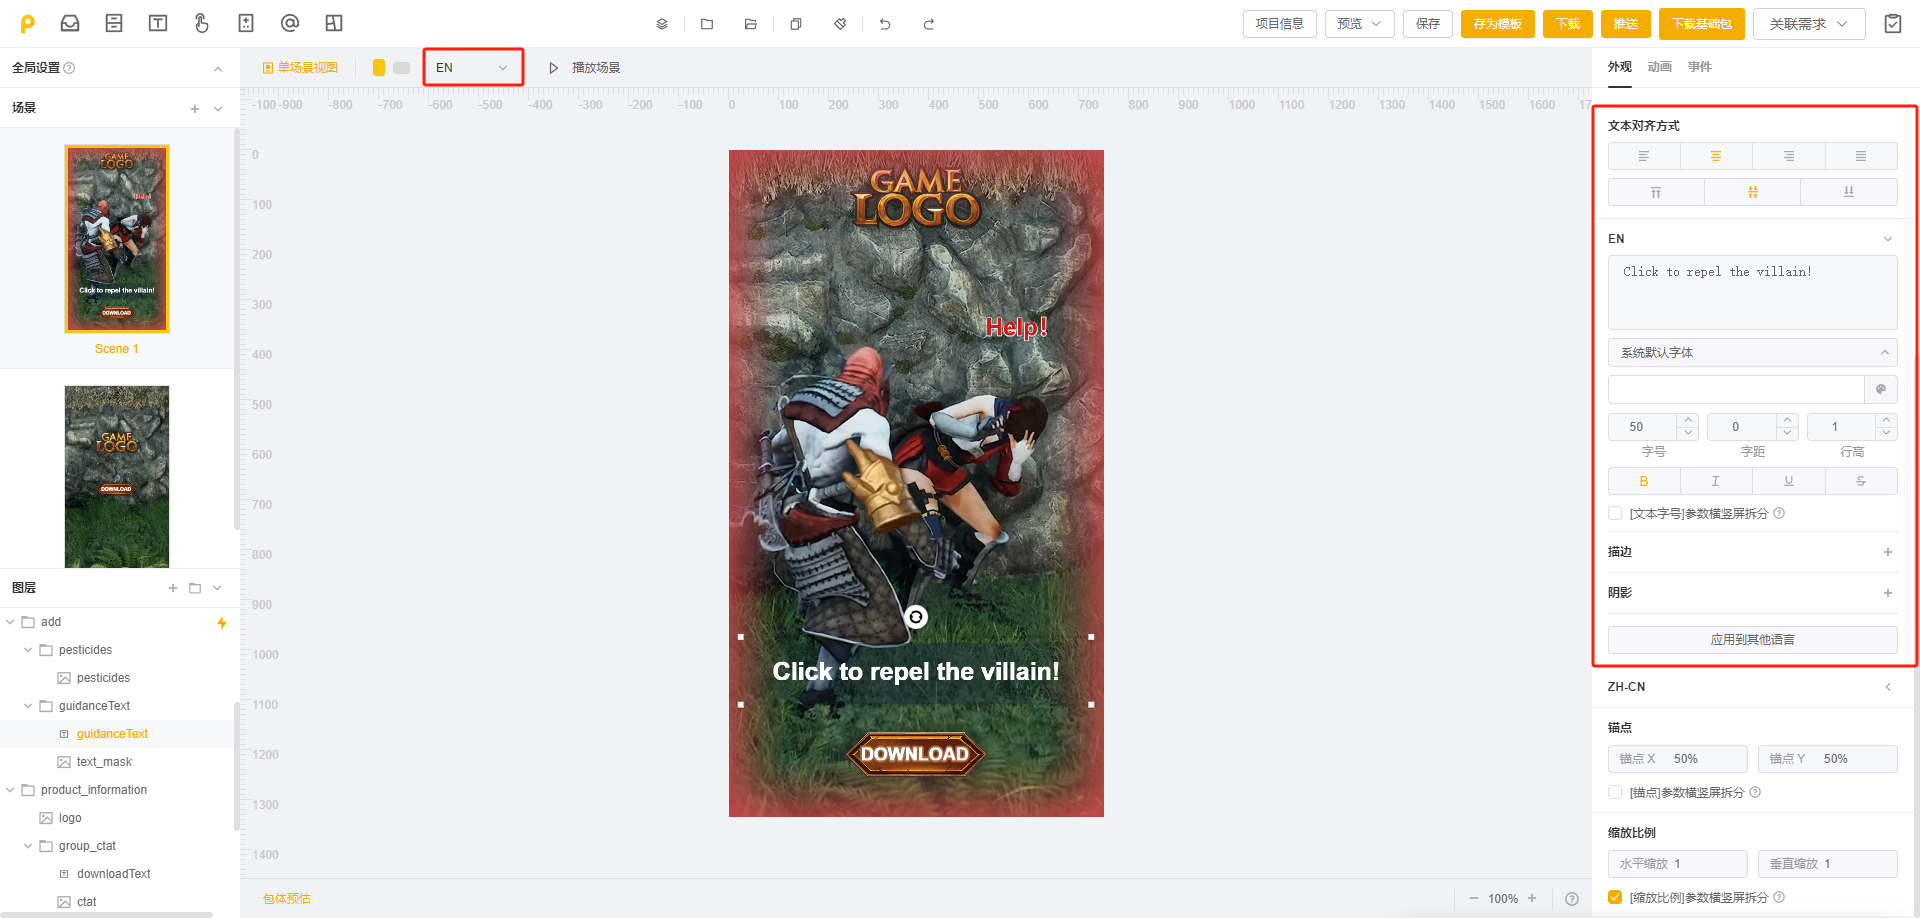 项目信息
预览
保存
存为模板
下载
推送
下载基础包
关联需求
全局设置
单场景视图
EN
播放场景
外观 动画 事件
场景
-100 -900 -800 -700 -600 -500 -400 -300 -200 -100 0 100 200 300 400 500 600 700 800 900 1000 1100 1200 1300 1400 1500 1600 17
0
100
200
300
400
500
600
700
800
900
1000
1100
1200
1300
1400
GAME
LOGO
Help!
Click to repel the villain!
DOWNLOAD
Scene 1
GAME
LOGO
DOWNLOAD
图层
add
pesticides
pesticides
guidanceText
guidanceText
text_mask
product_information
logo
group_ctat
downloadText
ctat
GAME
LOGO
Help!
Click to repel the villain!
DOWNLOAD
包体预估
100%
文本对齐方式
EN
Click to repel the villain!
系统默认字体
50 0 1
字号 字距 行高
B I U S
[文本字号]参数横竖屏拆分
描边
阴影
应用到其他语言
ZH-CN
锚点
锚点 X 50% 锚点 Y 50%
[锚点]参数横竖屏拆分
缩放比例
水平缩放 1 垂直缩放 1
[缩放比例]参数横竖屏拆分